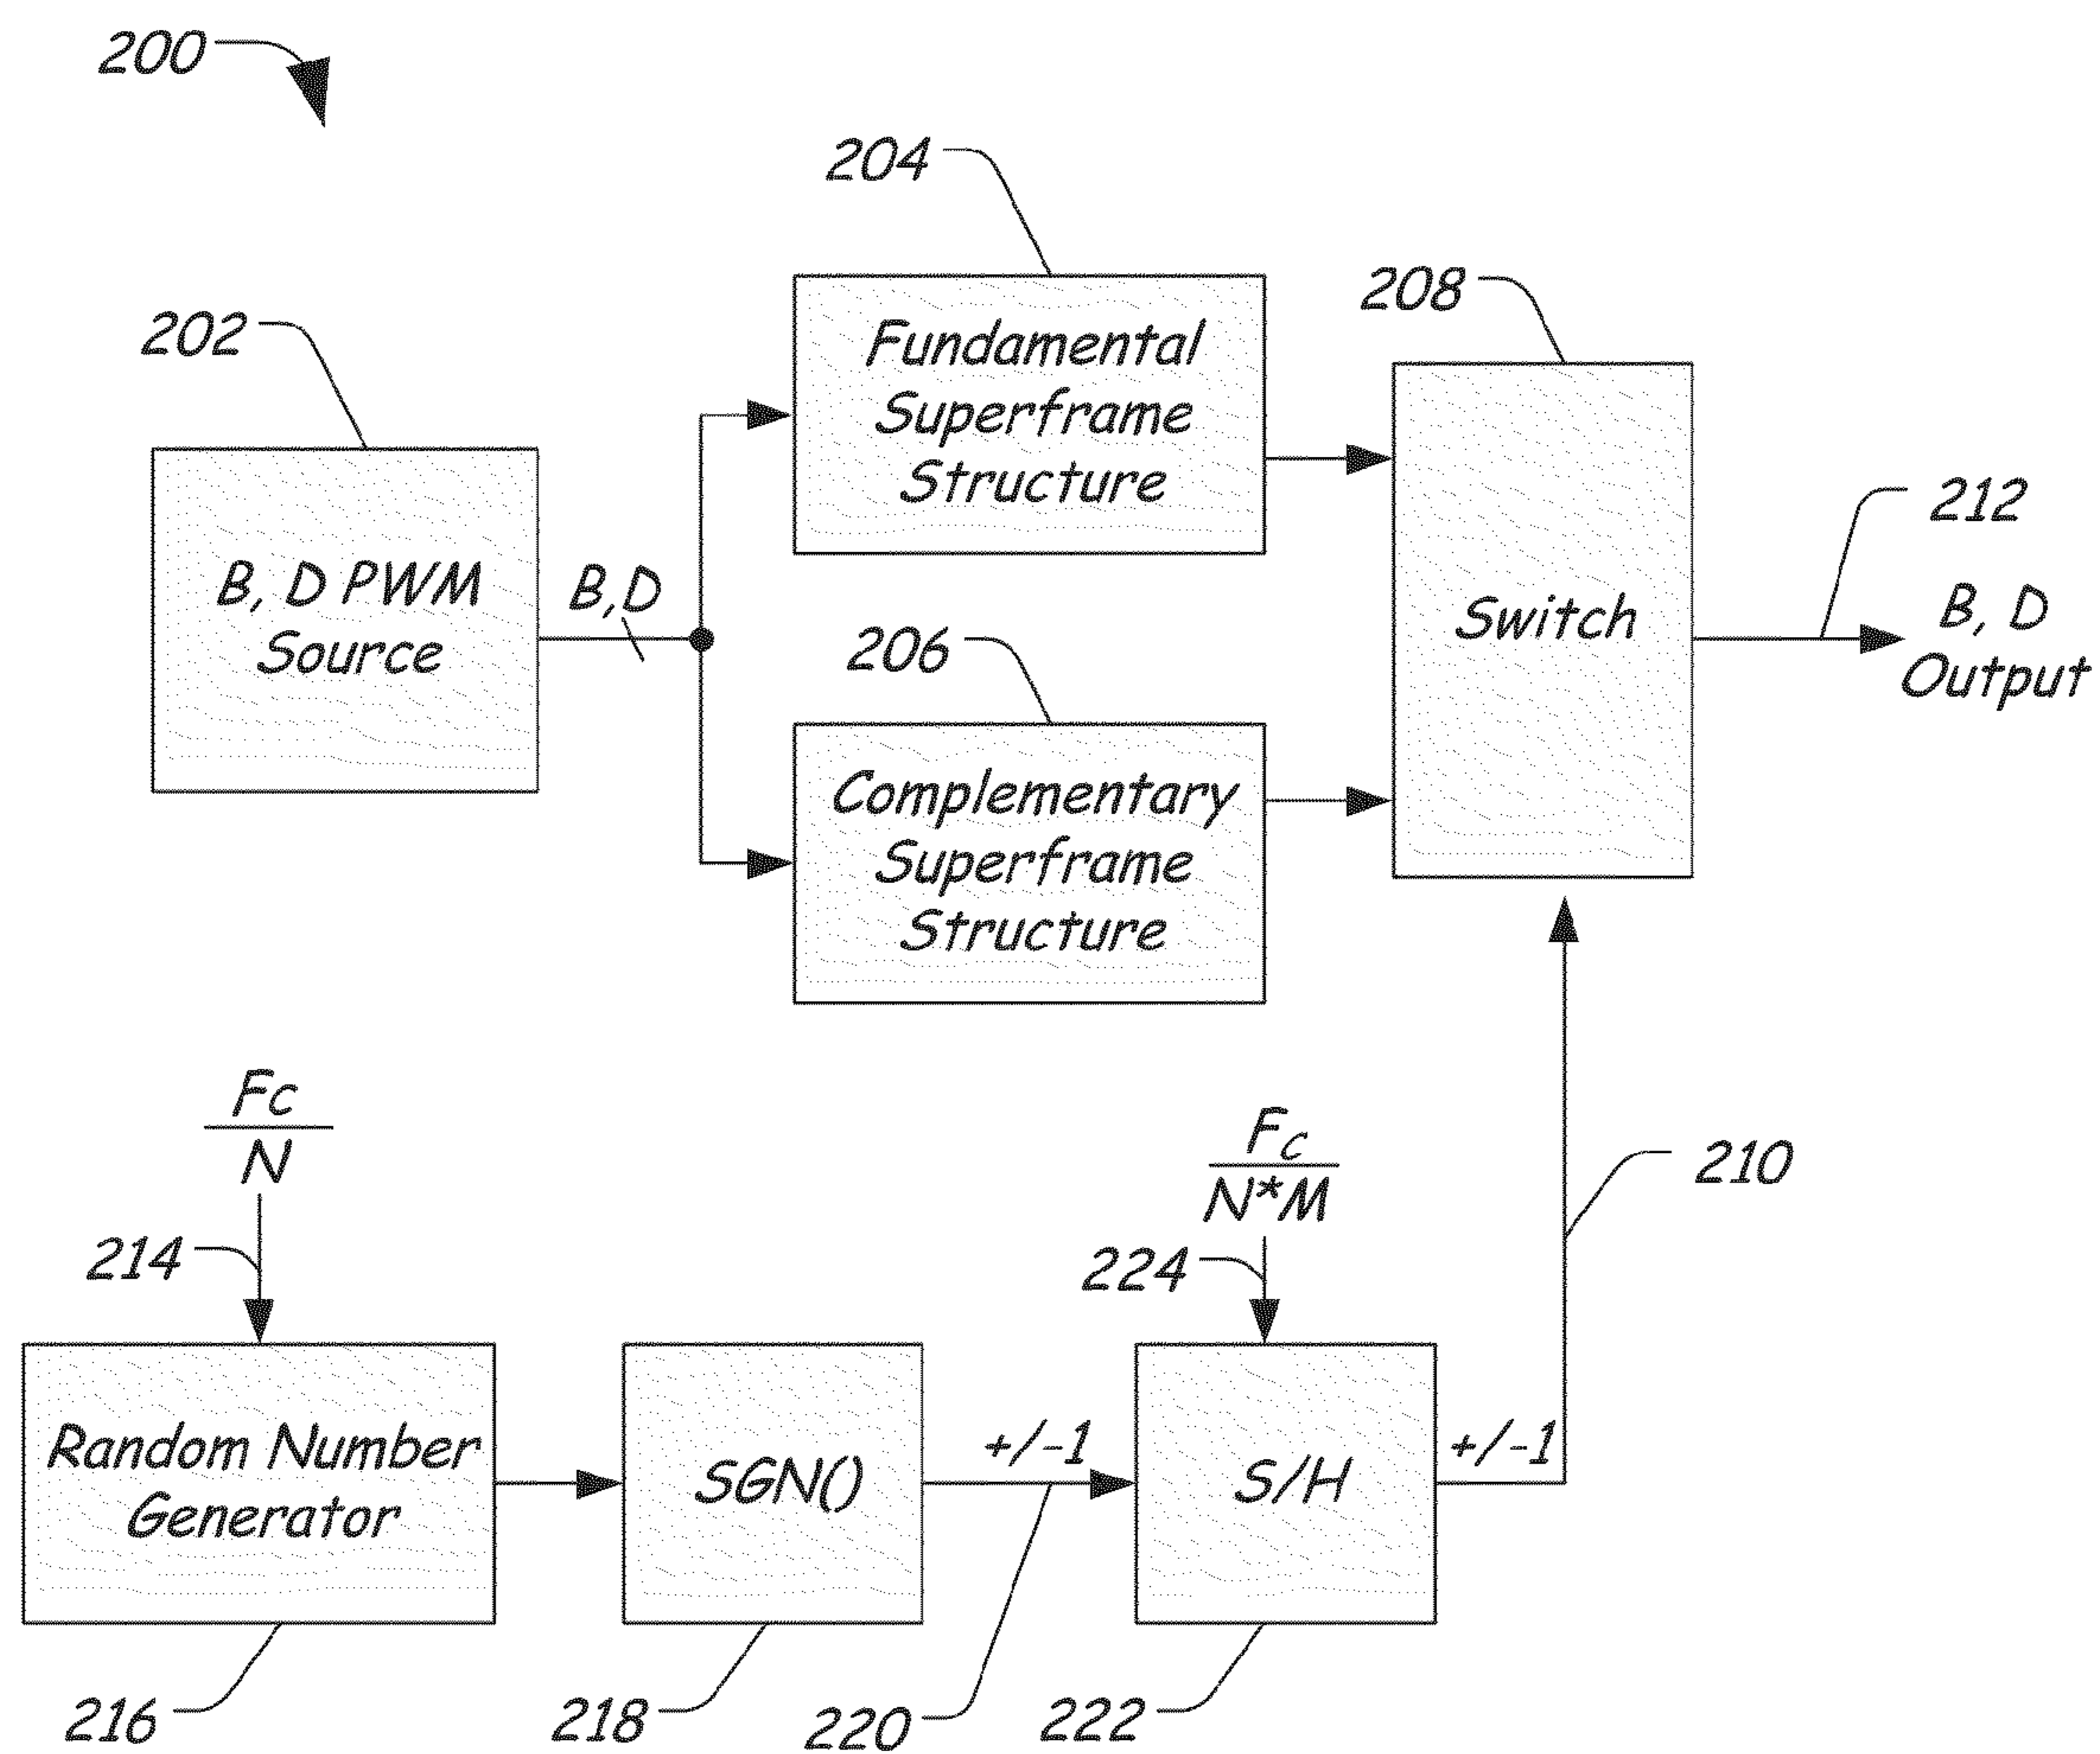 200
204
208
202
Fundamental
Superframe
Structure
212
B, D PWM
Source
B,D
Switch
B, D
Output
206
Complementary
Superframe
Structure
Fc
N
FC
N*M
210
214
224
Random Number
Generator
SGN()
+/-1
S/H
+/-1
216
218
220
222